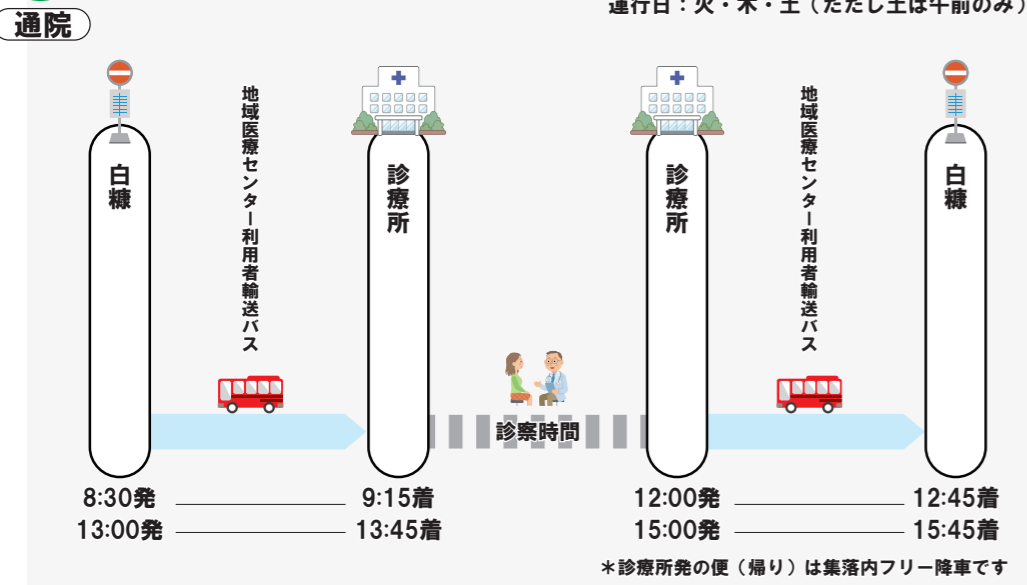 運行日：火・木・土（ただし土は午前のみ）
通院
白糠
地域医療センター利用者輸送バス
診療所
診察時間
診療所
地域医療センター利用者輸送バス
白糠
8:30発 9:15着 12:00発 12:45着
13:00発 13:45着 15:00発 15:45着
＊診療所発の便（帰り）は集落内フリー降車です